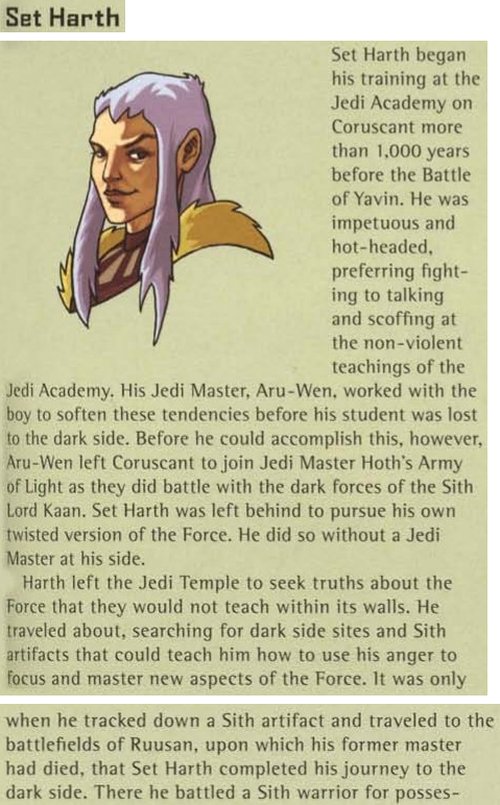 Set Harth
Set Harth began
his training at the
Jedi Academy on
Coruscant more
than 1,000 years
before the Battle
of Yavin. He was
impetuous and
hot-headed,
preferring fight-
ing to talking
and scoffing at
the non-violent
teachings of the
Jedi Academy. His Jedi Master, Aru-Wen, worked with the
boy to soften these tendencies before his student was lost
to the dark side. Before he could accomplish this, however,
Aru-Wen left Coruscant to join Jedi Master Hoth's Army
of Light as they did battle with the dark forces of the Sith
Lord Kaan. Set Harth was left behind to pursue his own
twisted version of the Force. He did so without a Jedi
Master at his side.
Harth left the Jedi Temple to seek truths about the
Force that they would not teach within its walls. He
traveled about, searching for dark side sites and Sith
artifacts that could teach him how to use his anger to
focus and master new aspects of the Force. It was only
when he tracked down a Sith artifact and traveled to the
battlefields of Ruusan, upon which his former master
had died, that Set Harth completed his journey to the
dark side. There he battled a Sith warrior for posses-